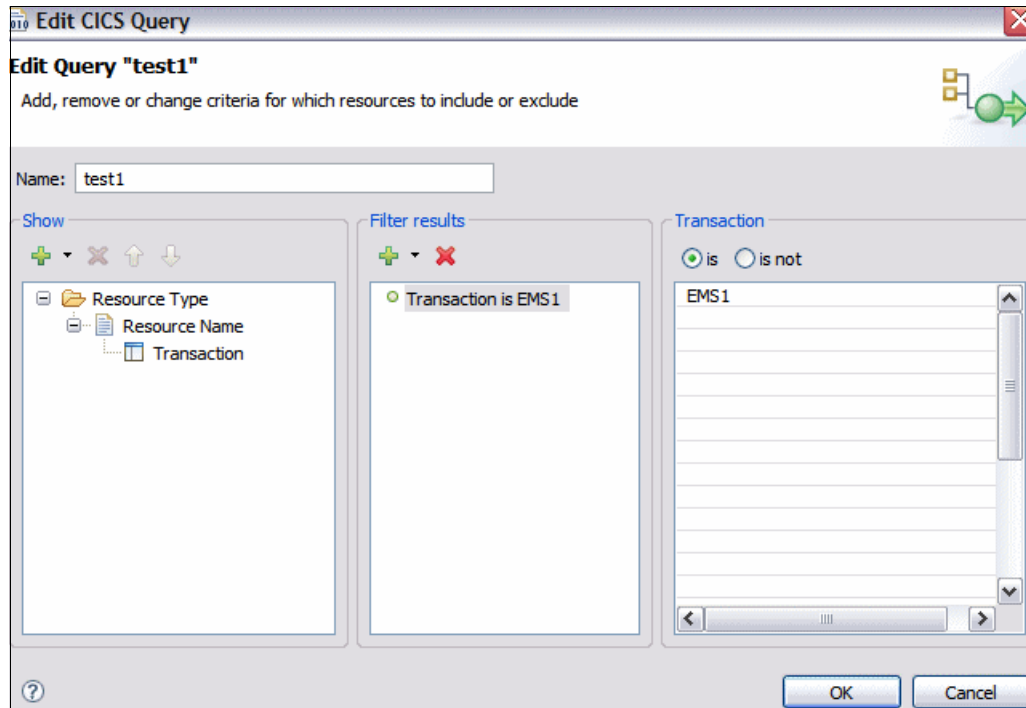 Edit CICS Query
Edit Query "test1"
Add, remove or change criteria for which resources to include or exclude
Name: test1
Show
Resource Type
Resource Name
Transaction
Filter results
Transaction is EMS1
Transaction
is is not
EMS1
OK Cancel